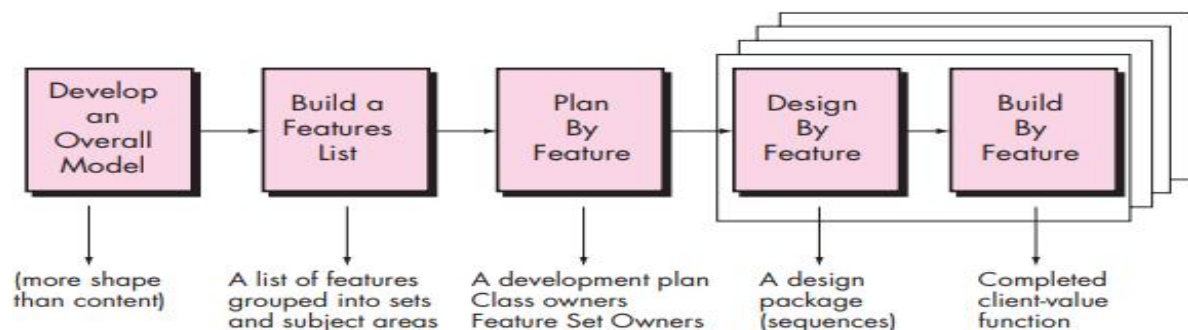 Develop
an
Overall
Model
Build a
Features
List
Plan
By
Feature
Design
By
Feature
Build
By
Feature
(more shape
than content)
A list of features
grouped into sets
and subject areas
A development plan
Class owners
Feature Set Owners
A design
package
(sequences)
Completed
client-value
function